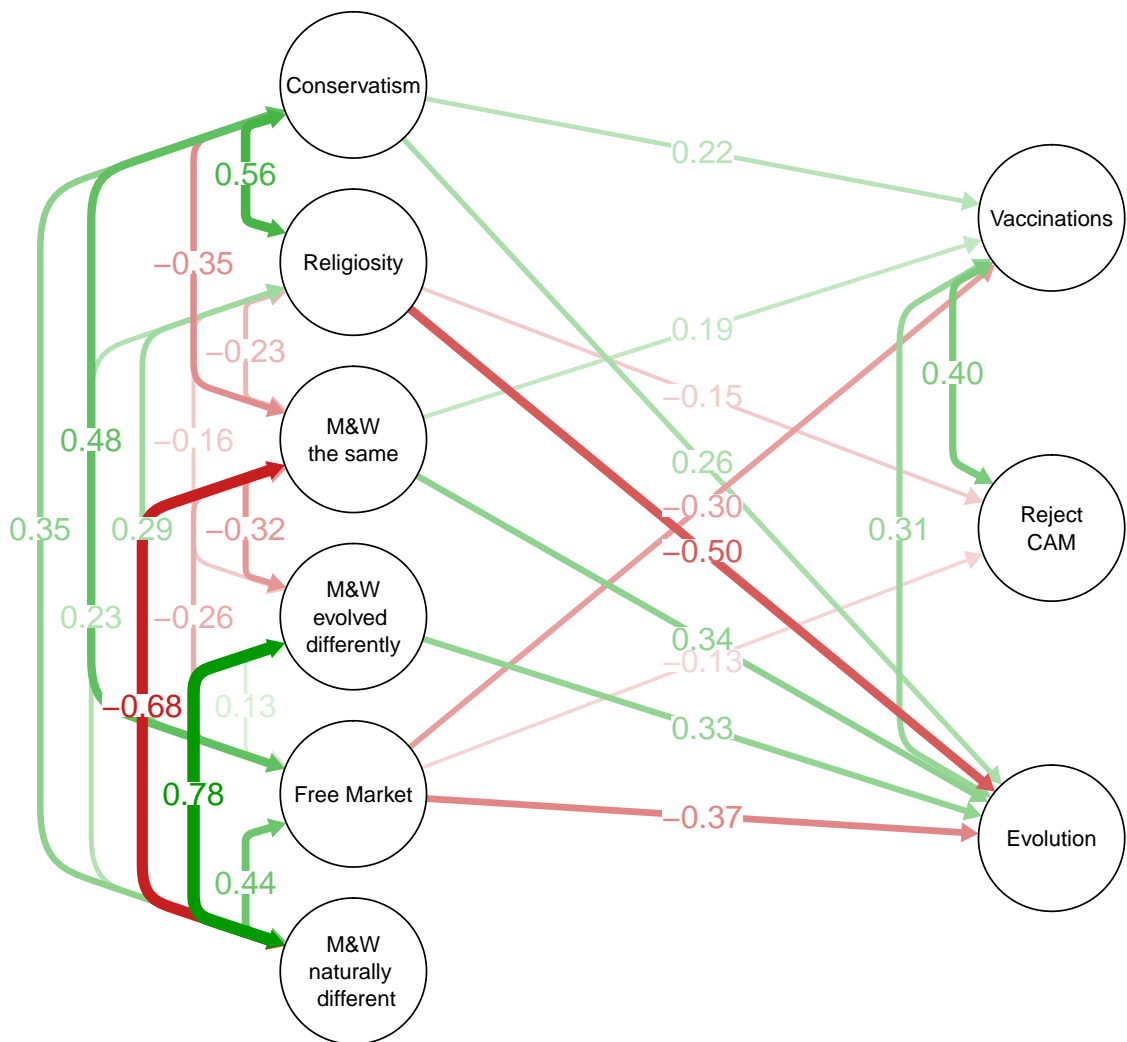 Conservatism
0.22
Vaccinations
0.56
Religiosity
−0.35
−0.23
0.19
−0.15
0.40
M&W
the same
0.48
−0.16
0.26
−0.30
−0.50
0.35
0.29
−0.32
0.31
Reject
CAM
M&W
evolved
differently
0.23
−0.26
0.34
−0.13
−0.68
0.13
0.33
0.78
Free Market
−0.37
Evolution
0.44
M&W
naturally
different